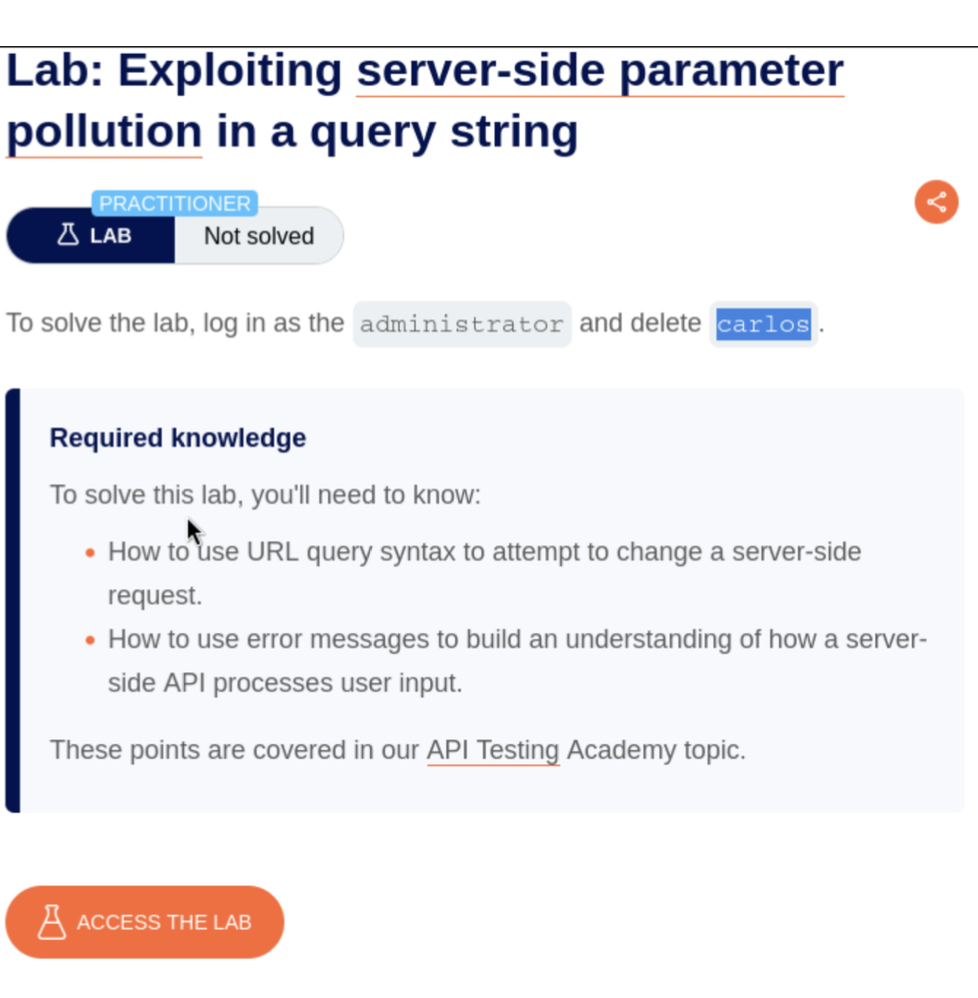 Lab: Exploiting server-side parameter
pollution in a query string
PRACTITIONER
LAB Not solved
To solve the lab, log in as the administrator and delete carlos.
Required knowledge
To solve this lab, you'll need to know:
• How to use URL query syntax to attempt to change a server-side
request.
• How to use error messages to build an understanding of how a server-
side API processes user input.
These points are covered in our API Testing Academy topic.
ACCESS THE LAB